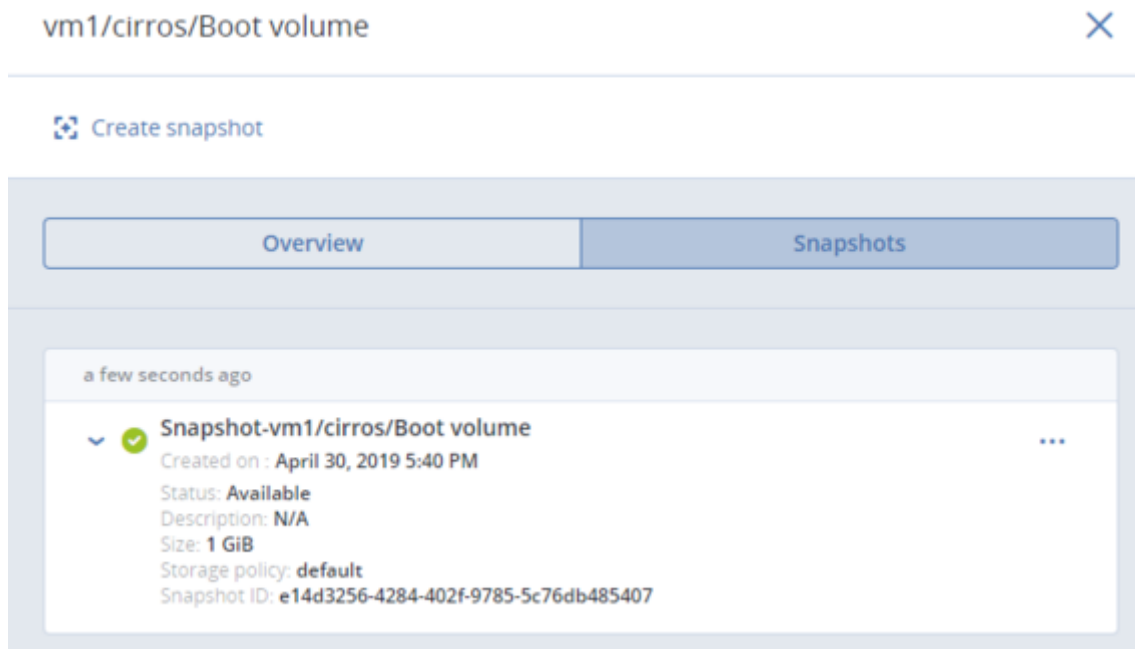 vm1/cirros/Boot volume
Create snapshot
Overview
Snapshots
a few seconds ago
Snapshot-vm1/cirros/Boot volume
Created on : April 30, 2019 5:40 PM
Status: Available
Description: N/A
Size: 1 GiB
Storage policy: default
Snapshot ID: e14d3256-4284-402f-9785-5c76db485407